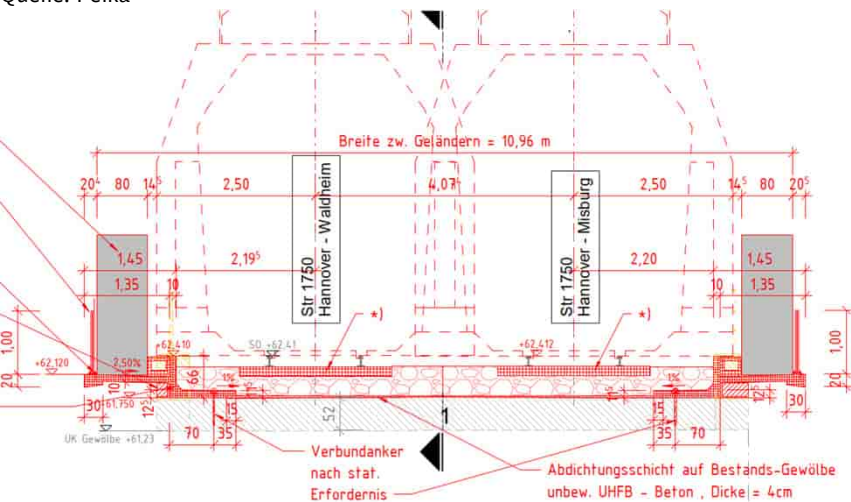 Breite zw. Geländern = 10,96 m
20⁴ 80 14⁵ 2,50 4,07⁴ 2,50 14⁵ 80 20⁵
Str 1750
Hannover - Waldheim
Str 1750
Hannover - Misburg
1,45 2,19⁵ 2,20 1,45
1,35 10 10 1,35
*) *)
1,00 1,00
+62,410 SO +62.41 +62,412
+62,120 2,50% 66
20 10 1% 1% 20
30 61,750 12⁵ 30
15 52 1 15
UK Gewölbe +61,23 70 35 35 70
Verbundanker
nach stat.
Erfordernis
Abdichtungsschicht auf Bestands-Gewölbe
unbew. UHFB - Beton , Dicke = 4cm